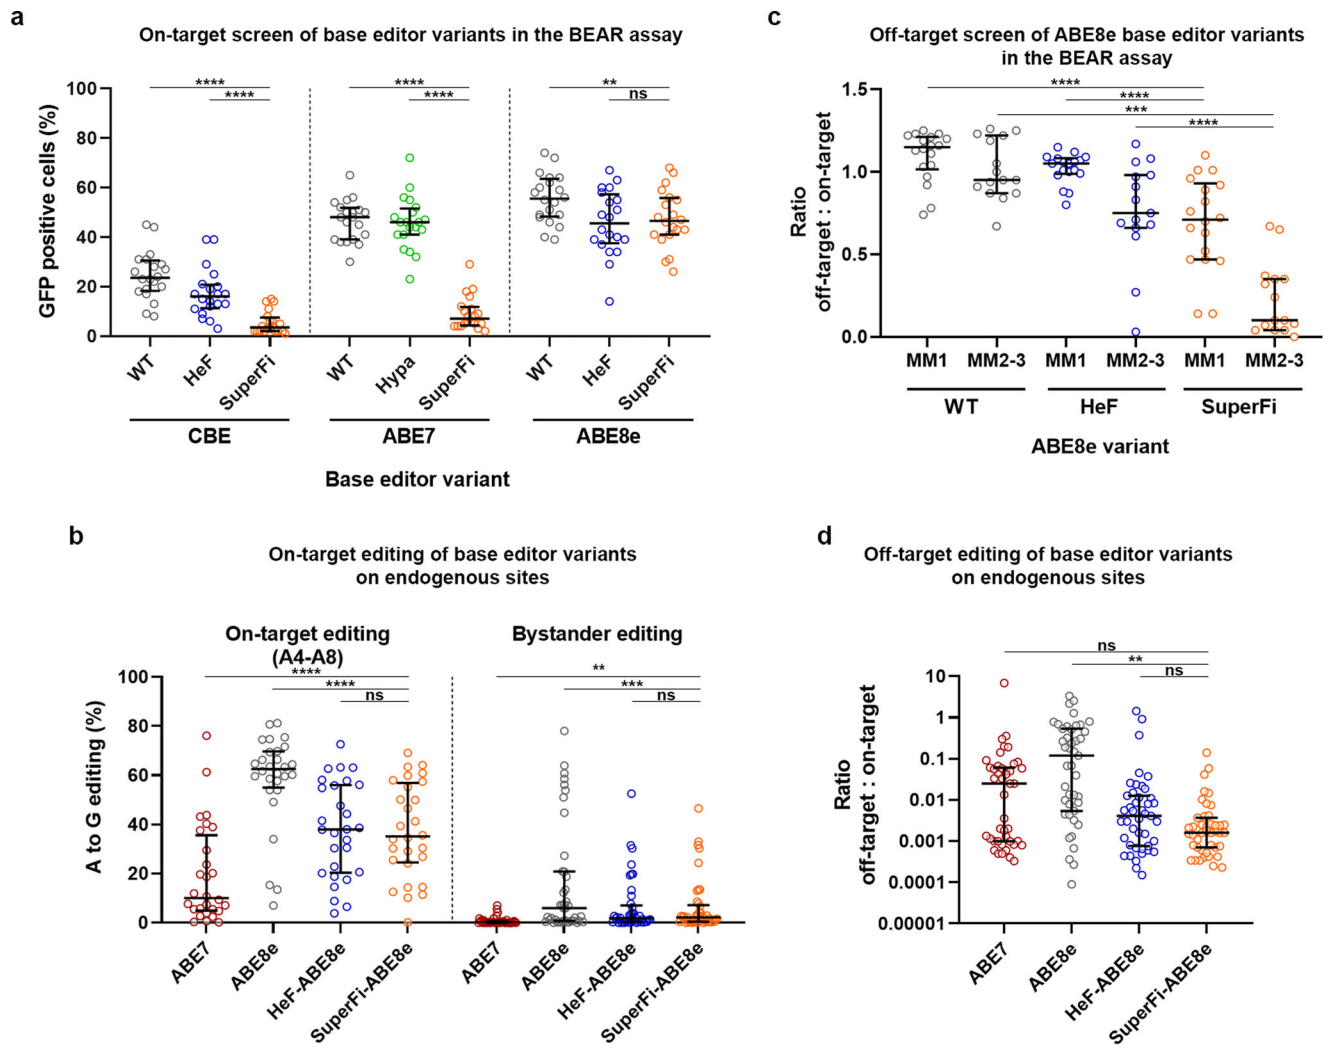 a
On-target screen of base editor variants in the BEAR assay
GFP positive cells (%)
100
80
60
40
20
0
****
****
****
****
**
ns
WT
HeF
SuperFi
WT
Hypa
SuperFi
WT
HeF
SuperFi
CBE
ABE7
ABE8e
Base editor variant
c
Off-target screen of ABE8e base editor variants
in the BEAR assay
Ratio
off-target : on-target
1.5
1.0
0.5
0.0
****
****
***
****
MM1
MM2-3
MM1
MM2-3
MM1
MM2-3
WT
HeF
SuperFi
ABE8e variant
b
On-target editing of base editor variants
on endogenous sites
On-target editing
(A4-A8)
Bystander editing
A to G editing (%)
100
80
60
40
20
0
****
****
ns
**
***
ns
ABE7
ABE8e
HeF-ABE8e
SuperFi-ABE8e
ABE7
ABE8e
HeF-ABE8e
SuperFi-ABE8e
d
Off-target editing of base editor variants
on endogenous sites
Ratio
off-target : on-target
10
1
0.1
0.01
0.001
0.0001
0.00001
ns
**
ns
ABE7
ABE8e
HeF-ABE8e
SuperFi-ABE8e